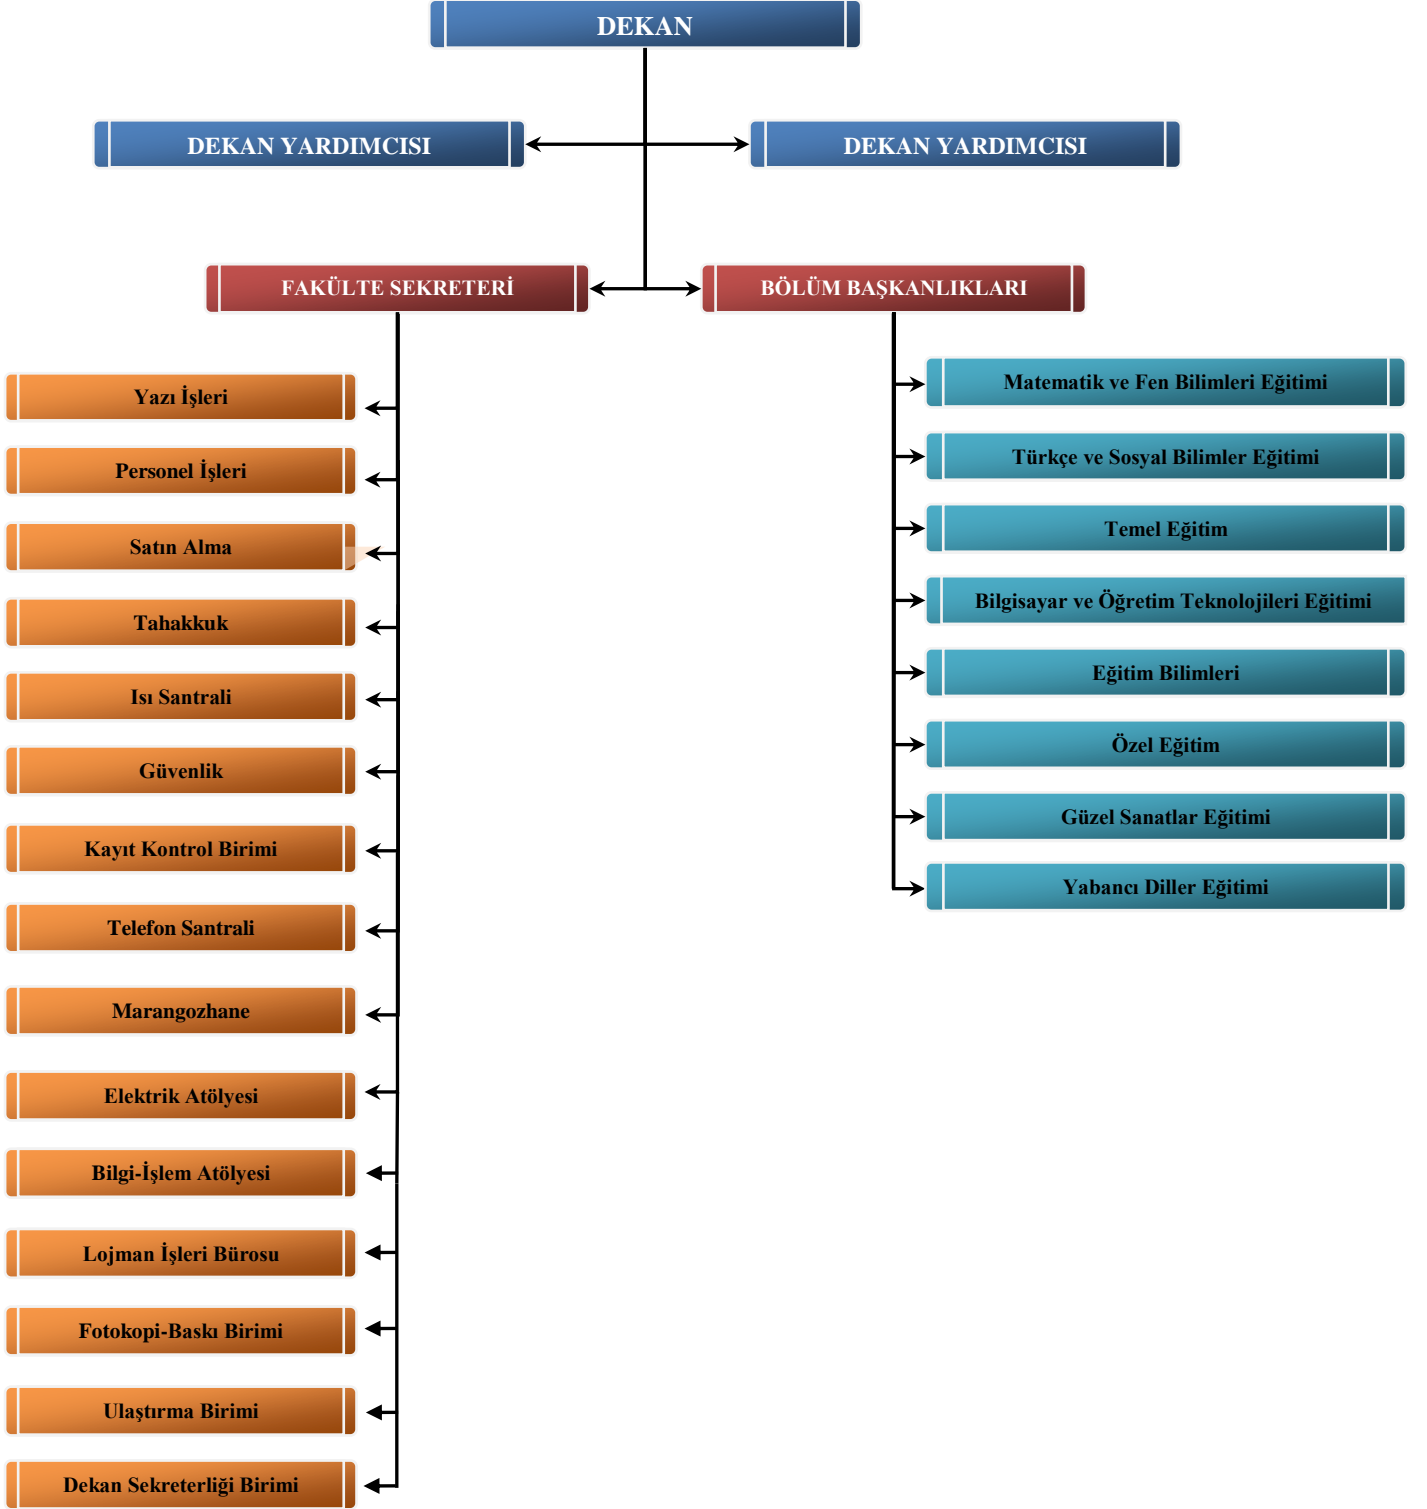 DEKAN
DEKAN YARDIMCISI
DEKAN YARDIMCISI
FAKÜLTE SEKRETERİ
BÖLÜM BAŞKANLIKLARI
Yazı İşleri
Personel İşleri
Satın Alma
Tahakkuk
Isı Santrali
Güvenlik
Kayıt Kontrol Birimi
Telefon Santrali
Marangozhane
Elektrik Atölyesi
Bilgi-İşlem Atölyesi
Lojman İşleri Bürosu
Fotokopi-Baskı Birimi
Ulaştırma Birimi
Dekan Sekreterliği Birimi
Matematik ve Fen Bilimleri Eğitimi
Türkçe ve Sosyal Bilimler Eğitimi
Temel Eğitim
Bilgisayar ve Öğretim Teknolojileri Eğitimi
Eğitim Bilimleri
Özel Eğitim
Güzel Sanatlar Eğitimi
Yabancı Diller Eğitimi